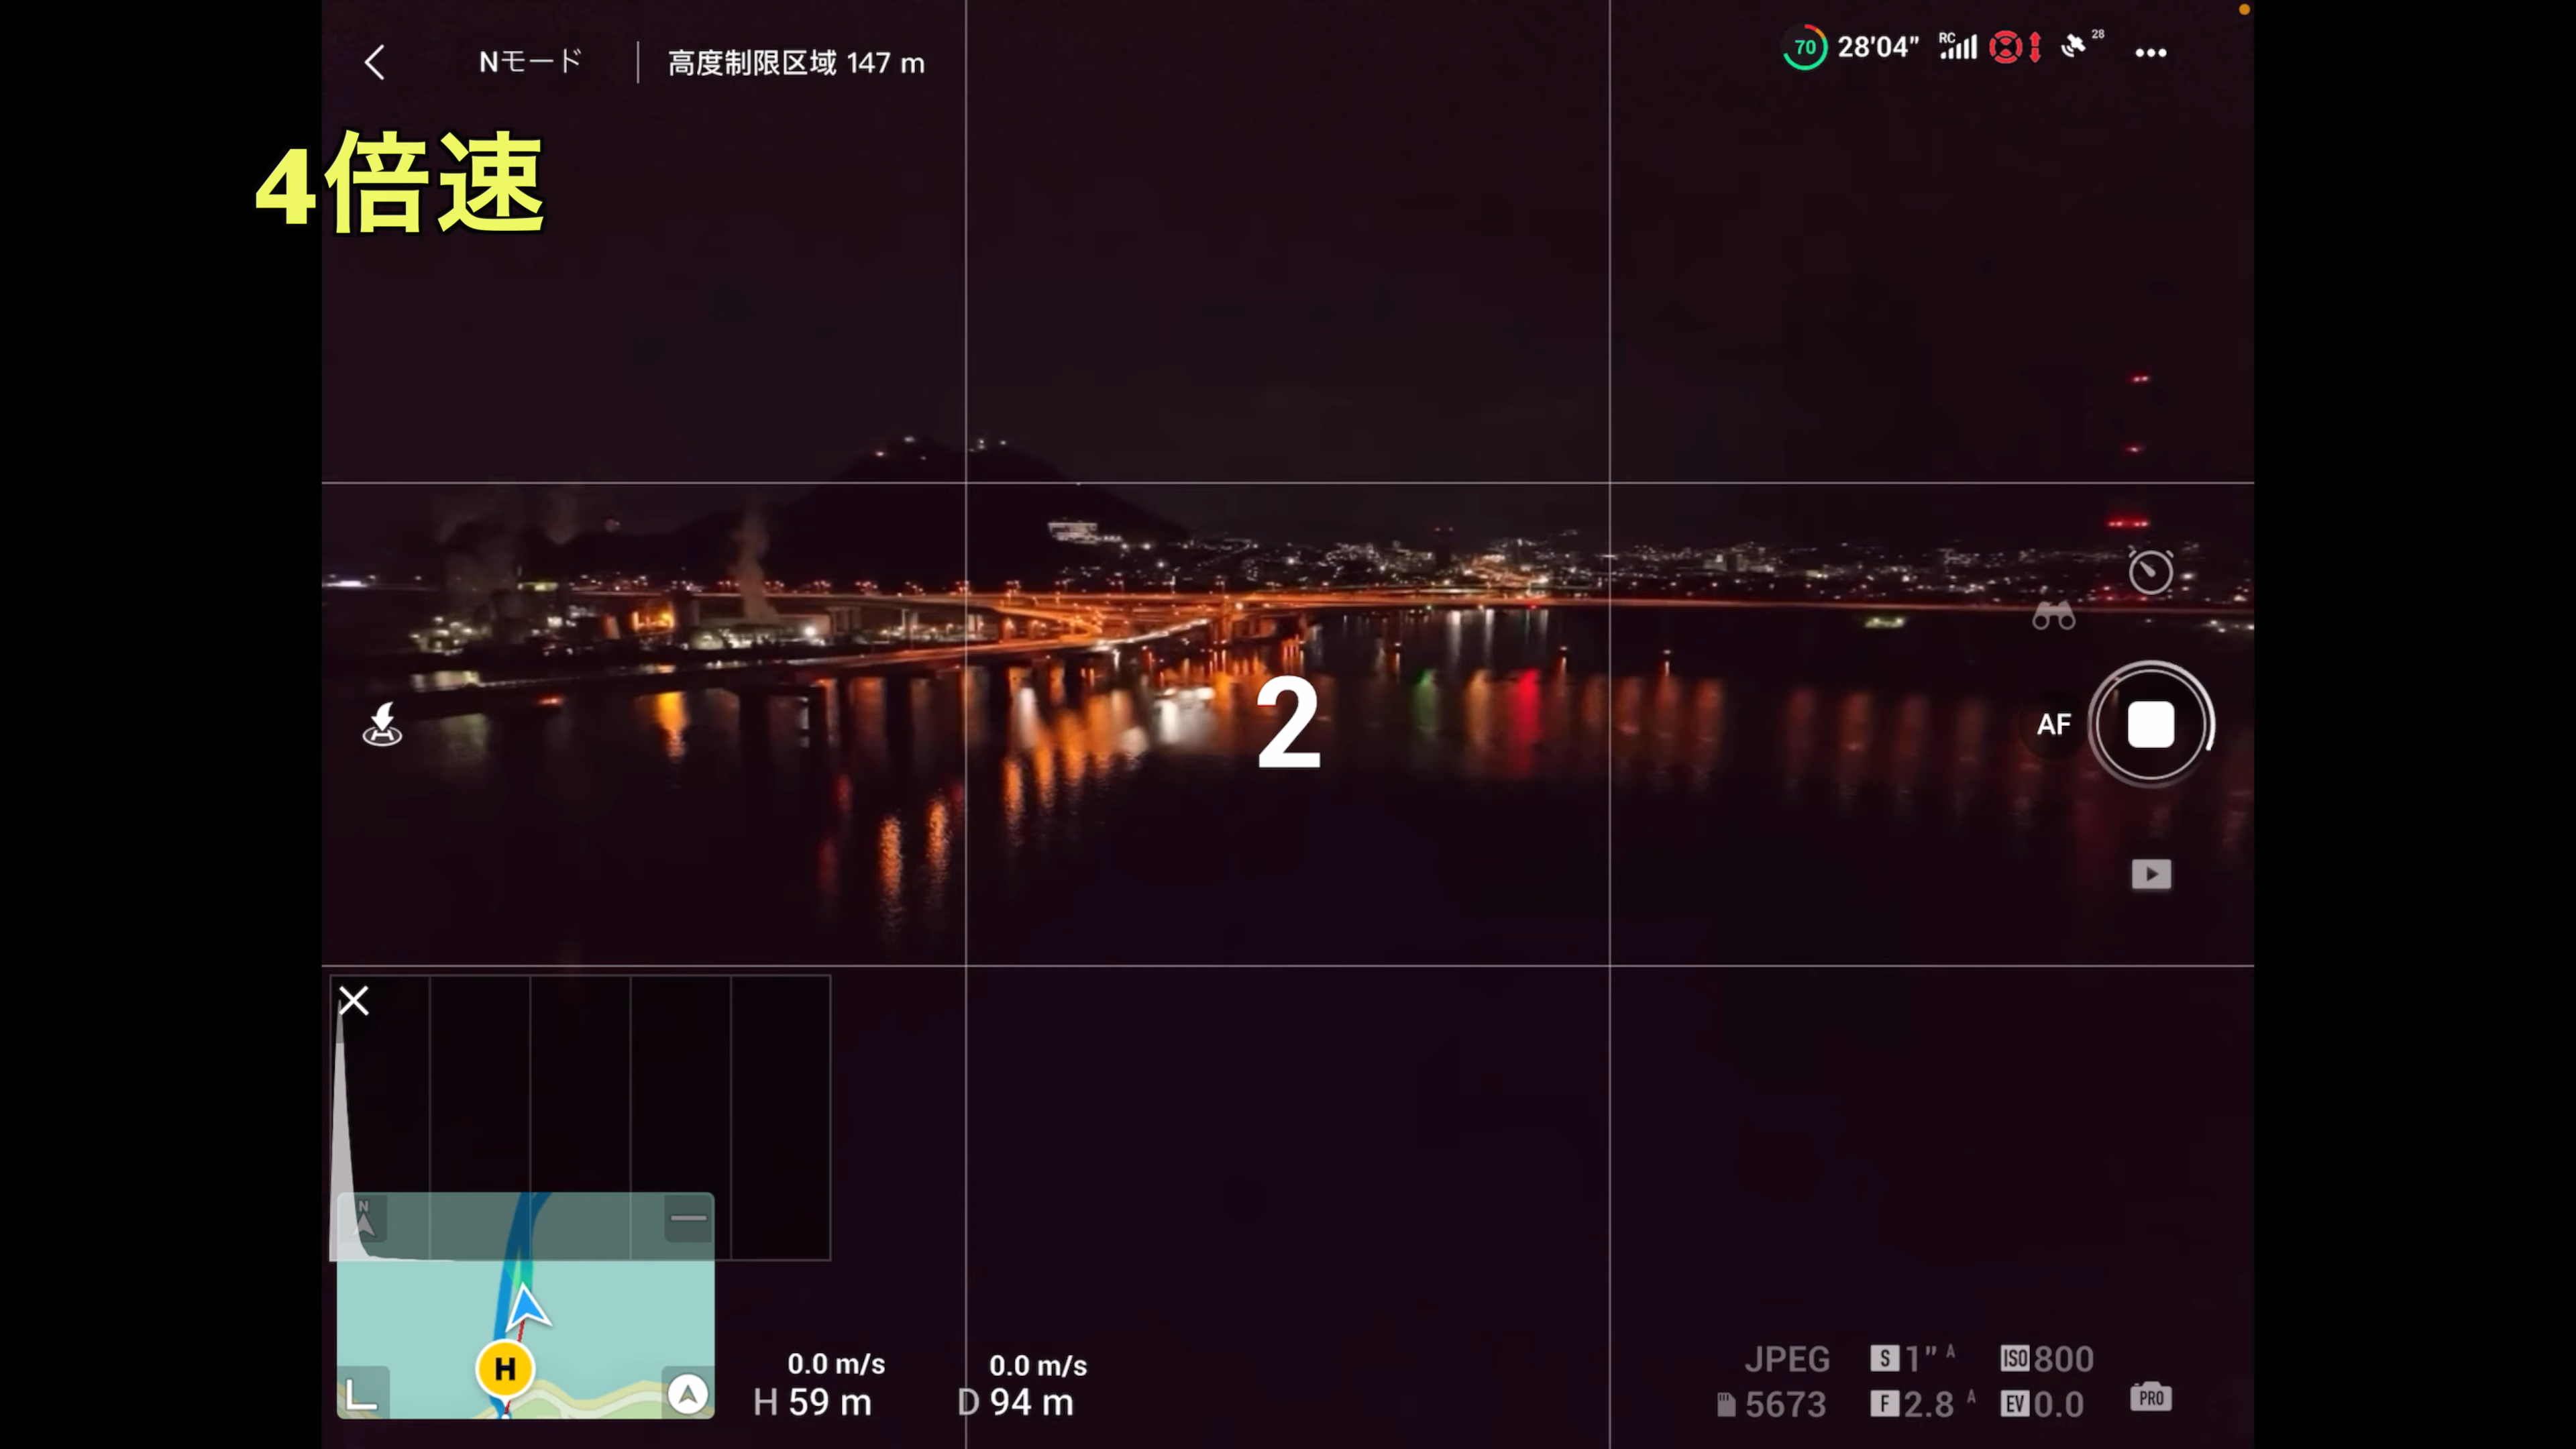 Nモード
高度制限区域 147 m
70
28'04"
RC
28
4倍速
2
AF
N
H
0.0 m/s
H 59 m
0.0 m/s
D 94 m
JPEG
S 1" A
ISO 800
5673
F 2.8 A
EV 0.0
PRO